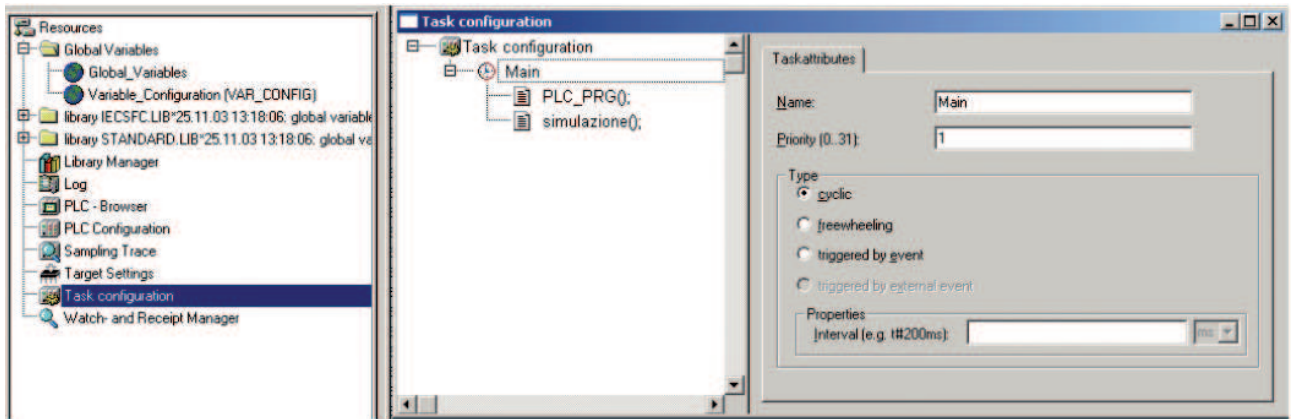 Resources
Global Variables
Global_Variables
Variable_Configuration (VAR_CONFIG)
library IECSFC.LIB*25.11.03 13:18:06: global variable
library STANDARD.LIB*25.11.03 13:18:06: global va
Library Manager
Log
PLC - Browser
PLC Configuration
Sampling Trace
Target Settings
Task configuration
Watch- and Receipt Manager
Task configuration
Task configuration
Main
PLC_PRG();
simulazione();
Taskattributes
Name: Main
Priority (0..31): 1
Type
cyclic
freewheeling
triggered by event
triggered by external event
Properties
Interval (e.g. t#200ms): ms